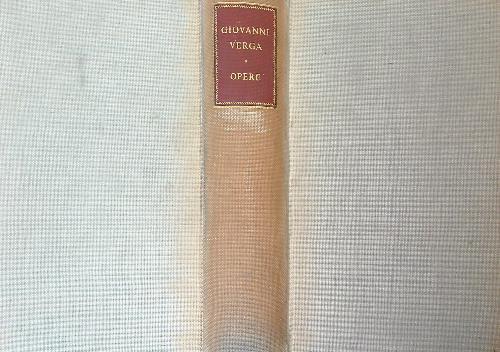 GIOVANNI
VERGA
•
OPERE